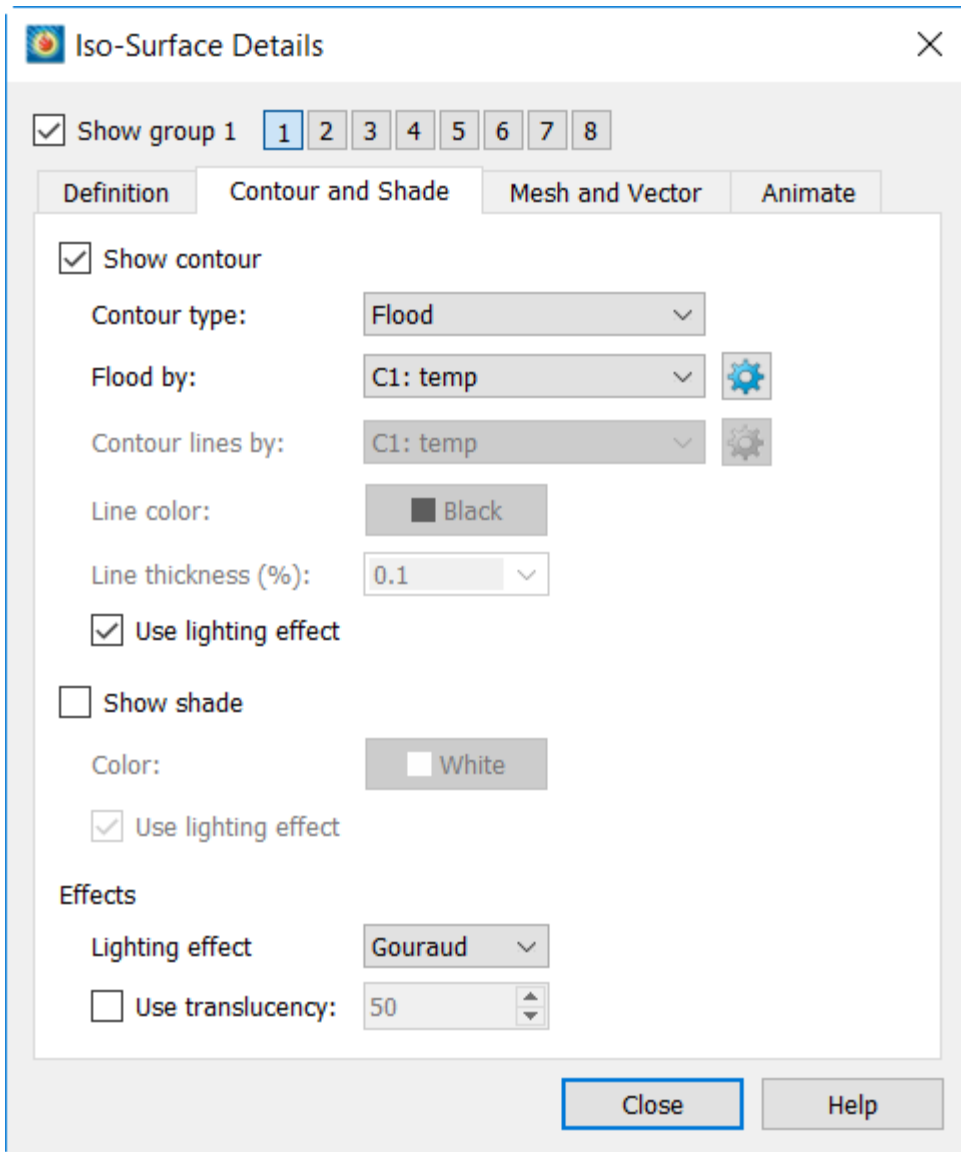 Iso-Surface Details
Show group 1 1 2 3 4 5 6 7 8
Definition Contour and Shade Mesh and Vector Animate
Show contour
Contour type: Flood
Flood by: C1: temp
Contour lines by: C1: temp
Line color: Black
Line thickness (%): 0.1
Use lighting effect
Show shade
Color: White
Use lighting effect
Effects
Lighting effect Gouraud
Use translucency: 50
Close Help